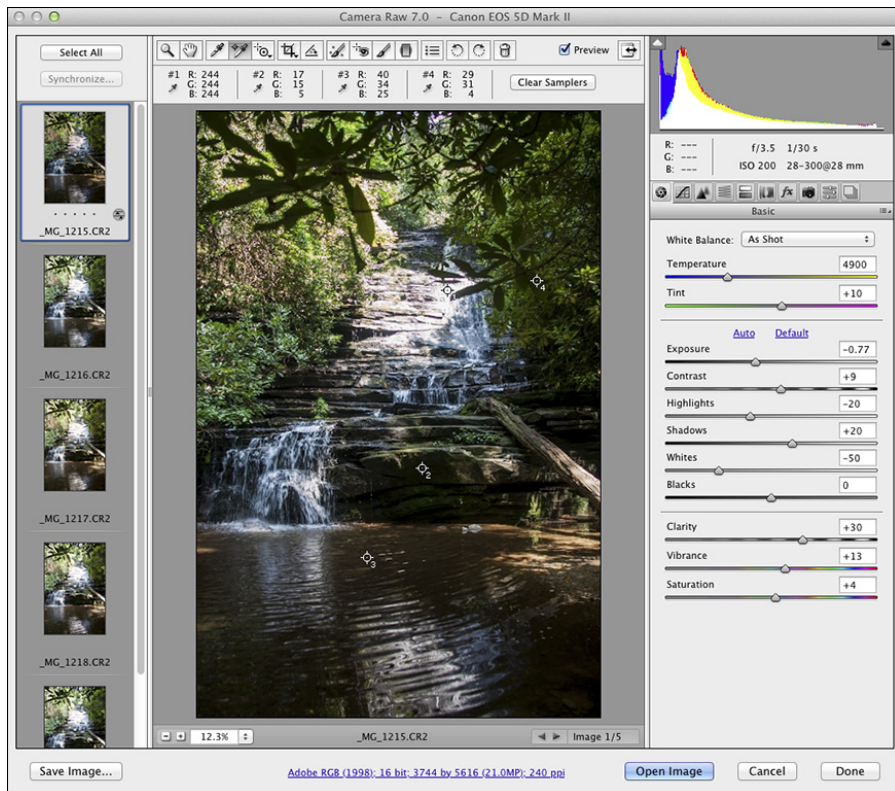 Camera Raw 7.0 – Canon EOS 5D Mark II
Select All
Synchronize...
Preview
#1 R: 244 G: 244 B: 244
#2 R: 17 G: 15 B: 5
#3 R: 40 G: 34 B: 25
#4 R: 29 G: 31 B: 4
Clear Samplers
_MG_1215.CR2
_MG_1216.CR2
_MG_1217.CR2
_MG_1218.CR2
4
2
3
12.3%
_MG_1215.CR2
Image 1/5
R: ---
G: ---
B: ---
f/3.5 1/30 s
ISO 200 28-300@28 mm
fx
Basic
White Balance: As Shot
Temperature 4900
Tint +10
Auto Default
Exposure -0.77
Contrast +9
Highlights -20
Shadows +20
Whites -50
Blacks 0
Clarity +30
Vibrance +13
Saturation +4
Save Image...
Adobe RGB (1998); 16 bit; 3744 by 5616 (21.0MP); 240 ppi
Open Image
Cancel
Done